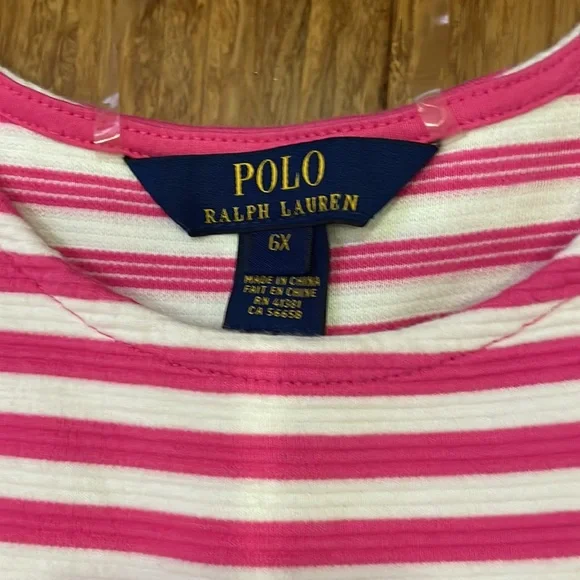 POLO
RALPH LAUREN
6X
MADE IN CHINA
FAIT EN CHINE
RN 41381
CA 56658